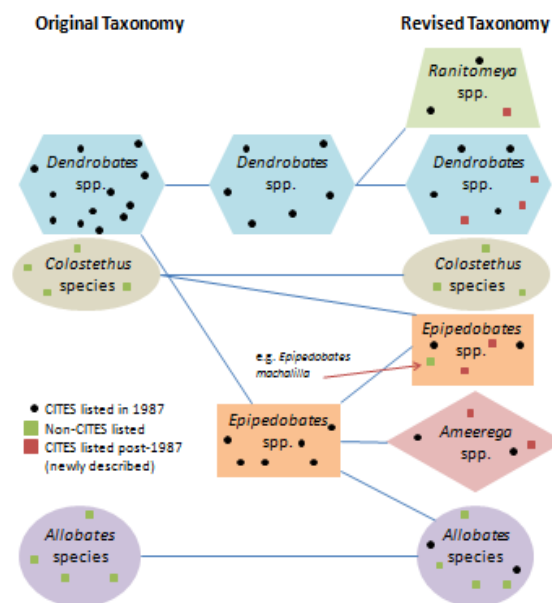 Original Taxonomy
Revised Taxonomy
Ranitomeya
spp.
Dendrobates
spp.
Dendrobates
spp.
Dendrobates
spp.
Colostethus
species
Colostethus
species
Epipedobates
spp.
e.g. Epipedobates
machalilla
CITES listed in 1987
Non-CITES listed
CITES listed post-1987
(newly described)
Epipedobates
spp.
Ameerega
spp.
Allobates
species
Allobates
species